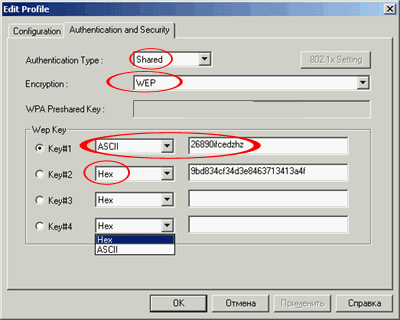 Edit Profile
Configuration
Authentication and Security
Authentication Type :
Shared
802.1x Setting
Encryption :
WEP
WPA Preshared Key :
Wep Key
Key#1
ASCII
26890ifcedzhz
Key#2
Hex
9bd834cf34d3e8463713413a4f
Key#3
Hex
Key#4
Hex
Hex
ASCII
OK
Отмена
Применить
Справка